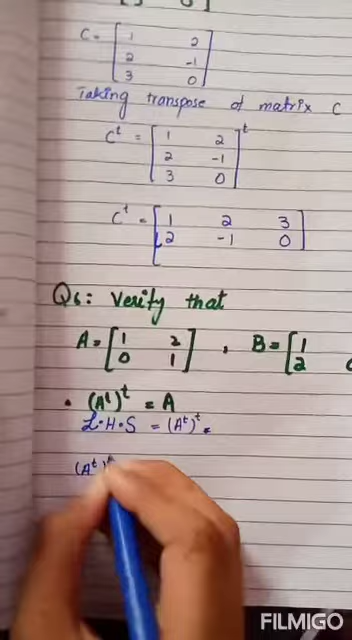 C = [ 1 2
2 -1
3 0 ]
Taking transpose of matrix C
Cᵗ = [ 1 2
2 -1
3 0 ]ᵗ
Cᵗ = [ 1 2 3
2 -1 0 ]
Q6: Verify that
A = [ 1 2
0 1 ] , B = [ 1
2
• (Aᵗ)ᵗ = A
L.H.S = (Aᵗ)ᵗ
(Aᵗ)
FILMIGO